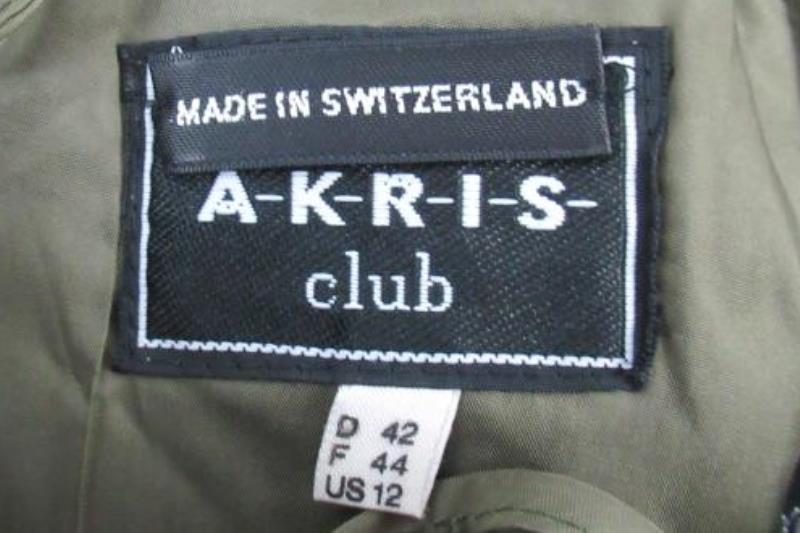 MADE IN SWITZERLAND
A-K-R-I-S-
club
D 42
F 44
US 12